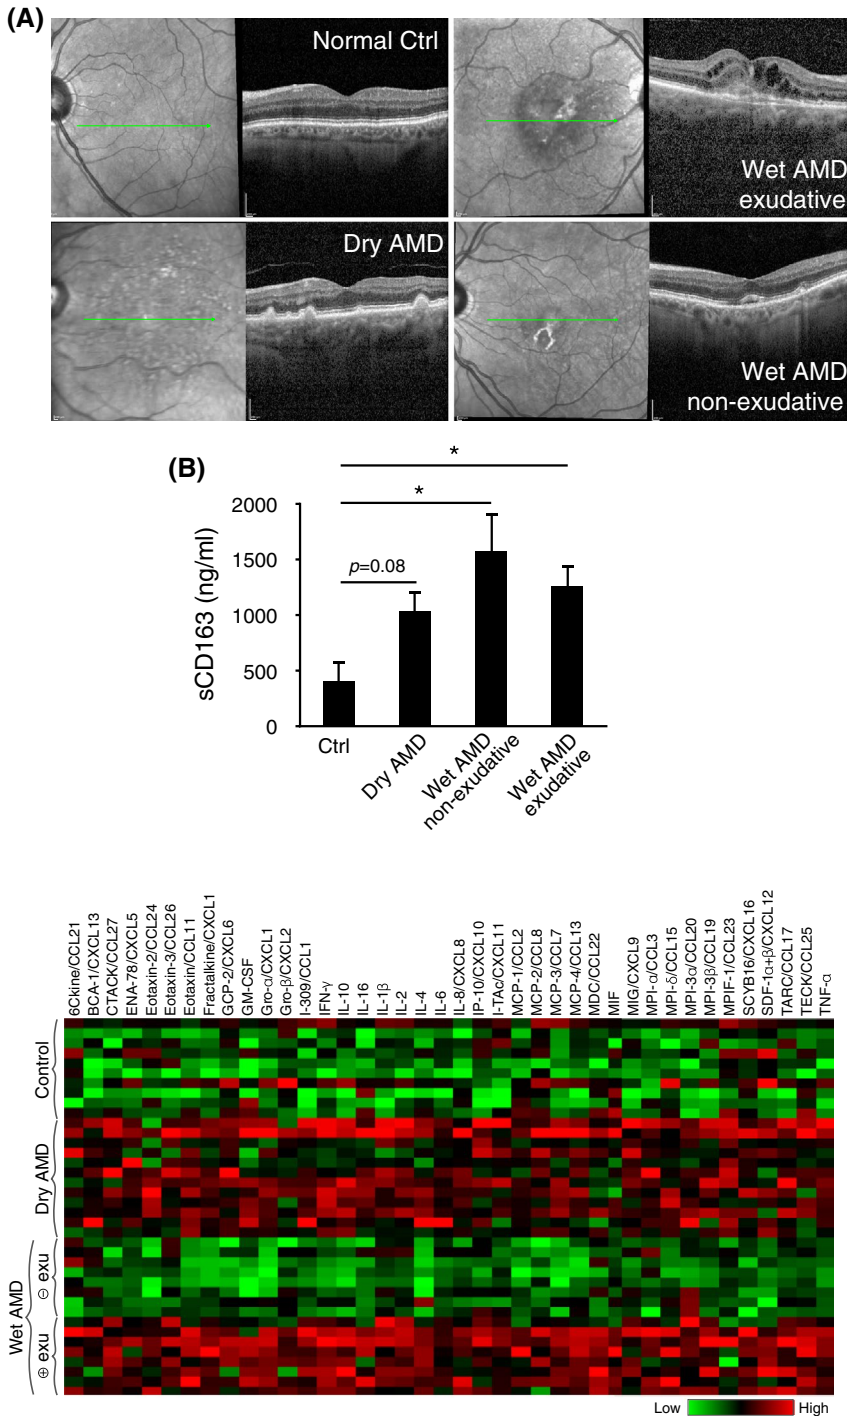 (A)
Normal Ctrl
Wet AMD
exudative
Dry AMD
Wet AMD
non-exudative
(B)
*
*
p=0.08
sCD163 (ng/ml)
2000
1500
1000
500
0
Ctrl
Dry AMD
Wet AMD
non-exudative
Wet AMD
exudative
6Ckine/CCL21
BCA-1/CXCL13
CTACK/CCL27
ENA-78/CXCL5
Eotaxin-2/CCL24
Eotaxin-3/CCL26
Eotaxin/CCL11
Fractalkine/CXCL1
GCP-2/CXCL6
GM-CSF
Gro-α/CXCL1
Gro-β/CXCL2
I-309/CCL1
IFN-γ
IL-10
IL-16
IL-1β
IL-2
IL-4
IL-6
IL-8/CXCL8
IP-10/CXCL10
I-TAc/CXCL11
MCP-1/CCL2
MCP-2/CCL8
MCP-3/CCL7
MCP-4/CCL13
MDC/CCL22
MIF
MIG/CXCL9
MPI-α/CCL3
MPI-δ/CCL15
MPI-3α/CCL20
MPI-3β/CCL19
MPIF-1/CCL23
SCYB16/CXCL16
SDF-1α+β/CXCL12
TARC/CCL17
TECK/CCL25
TNF-α
Control
Dry AMD
Wet AMD
⊖ exu
⊕ exu
Low
High